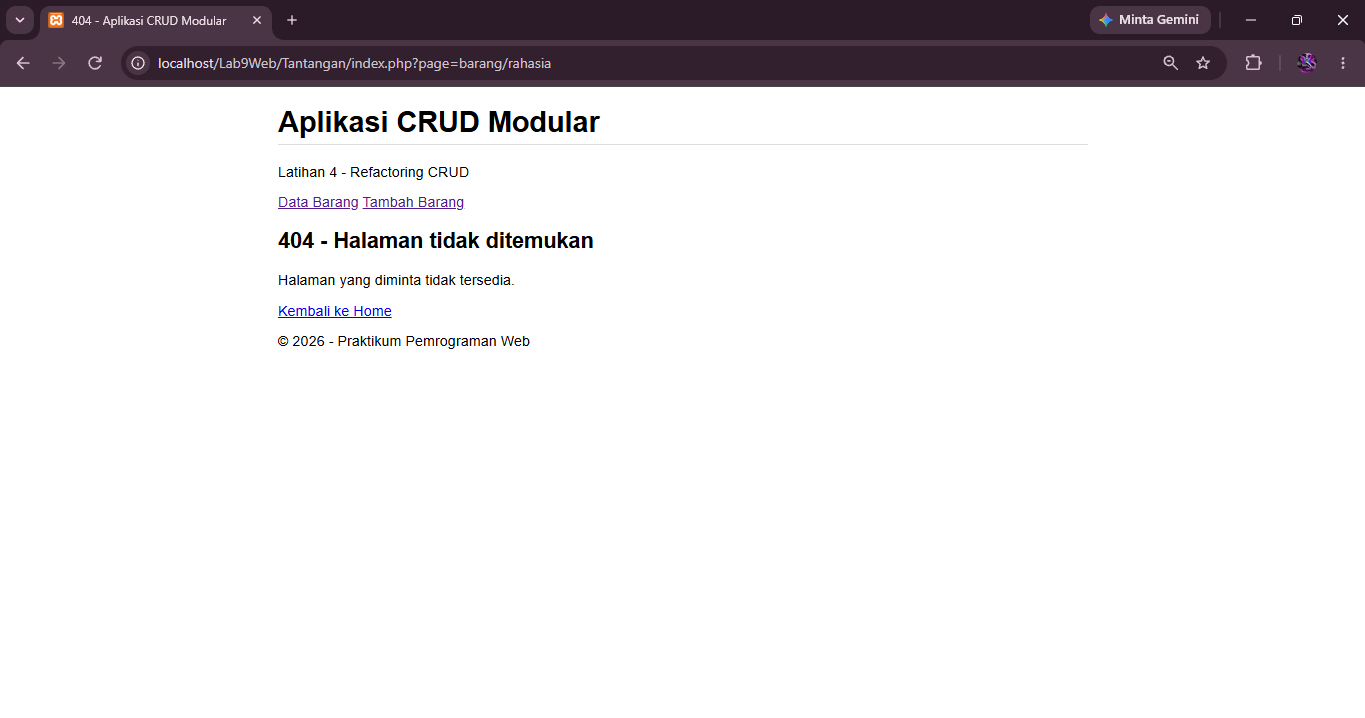 404 - Aplikasi CRUD Modular
Minta Gemini
localhost/Lab9Web/Tantangan/index.php?page=barang/rahasia
Aplikasi CRUD Modular
Latihan 4 - Refactoring CRUD
Data Barang Tambah Barang
404 - Halaman tidak ditemukan
Halaman yang diminta tidak tersedia.
Kembali ke Home
© 2026 - Praktikum Pemrograman Web